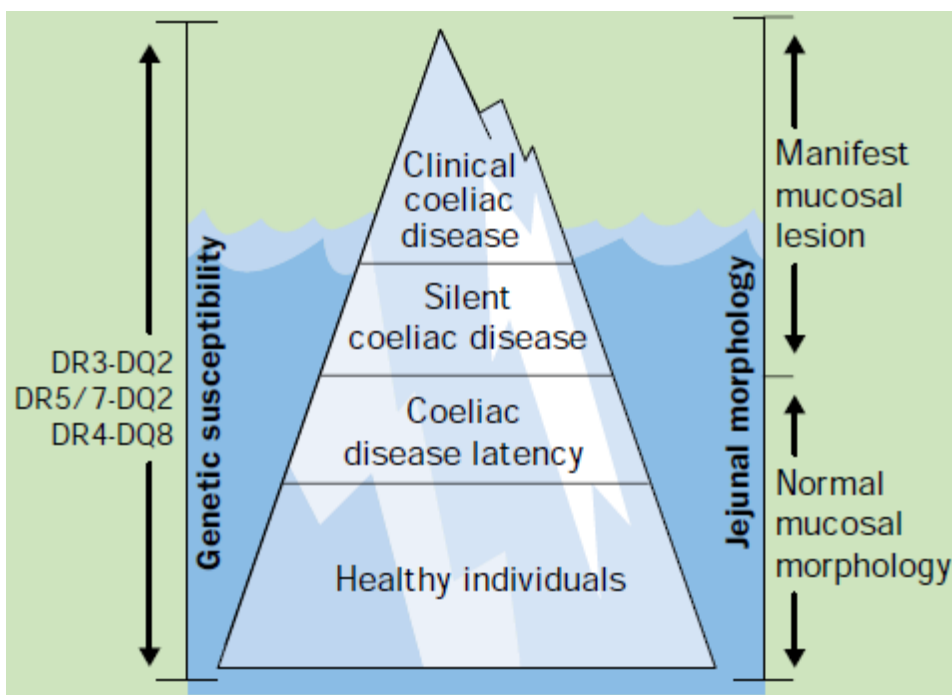 Clinical
coeliac
disease
Silent
coeliac disease
Coeliac
disease latency
Healthy individuals
Genetic susceptibility
DR3-DQ2
DR5/7-DQ2
DR4-DQ8
Jejunal morphology
Manifest
mucosal
lesion
Normal
mucosal
morphology